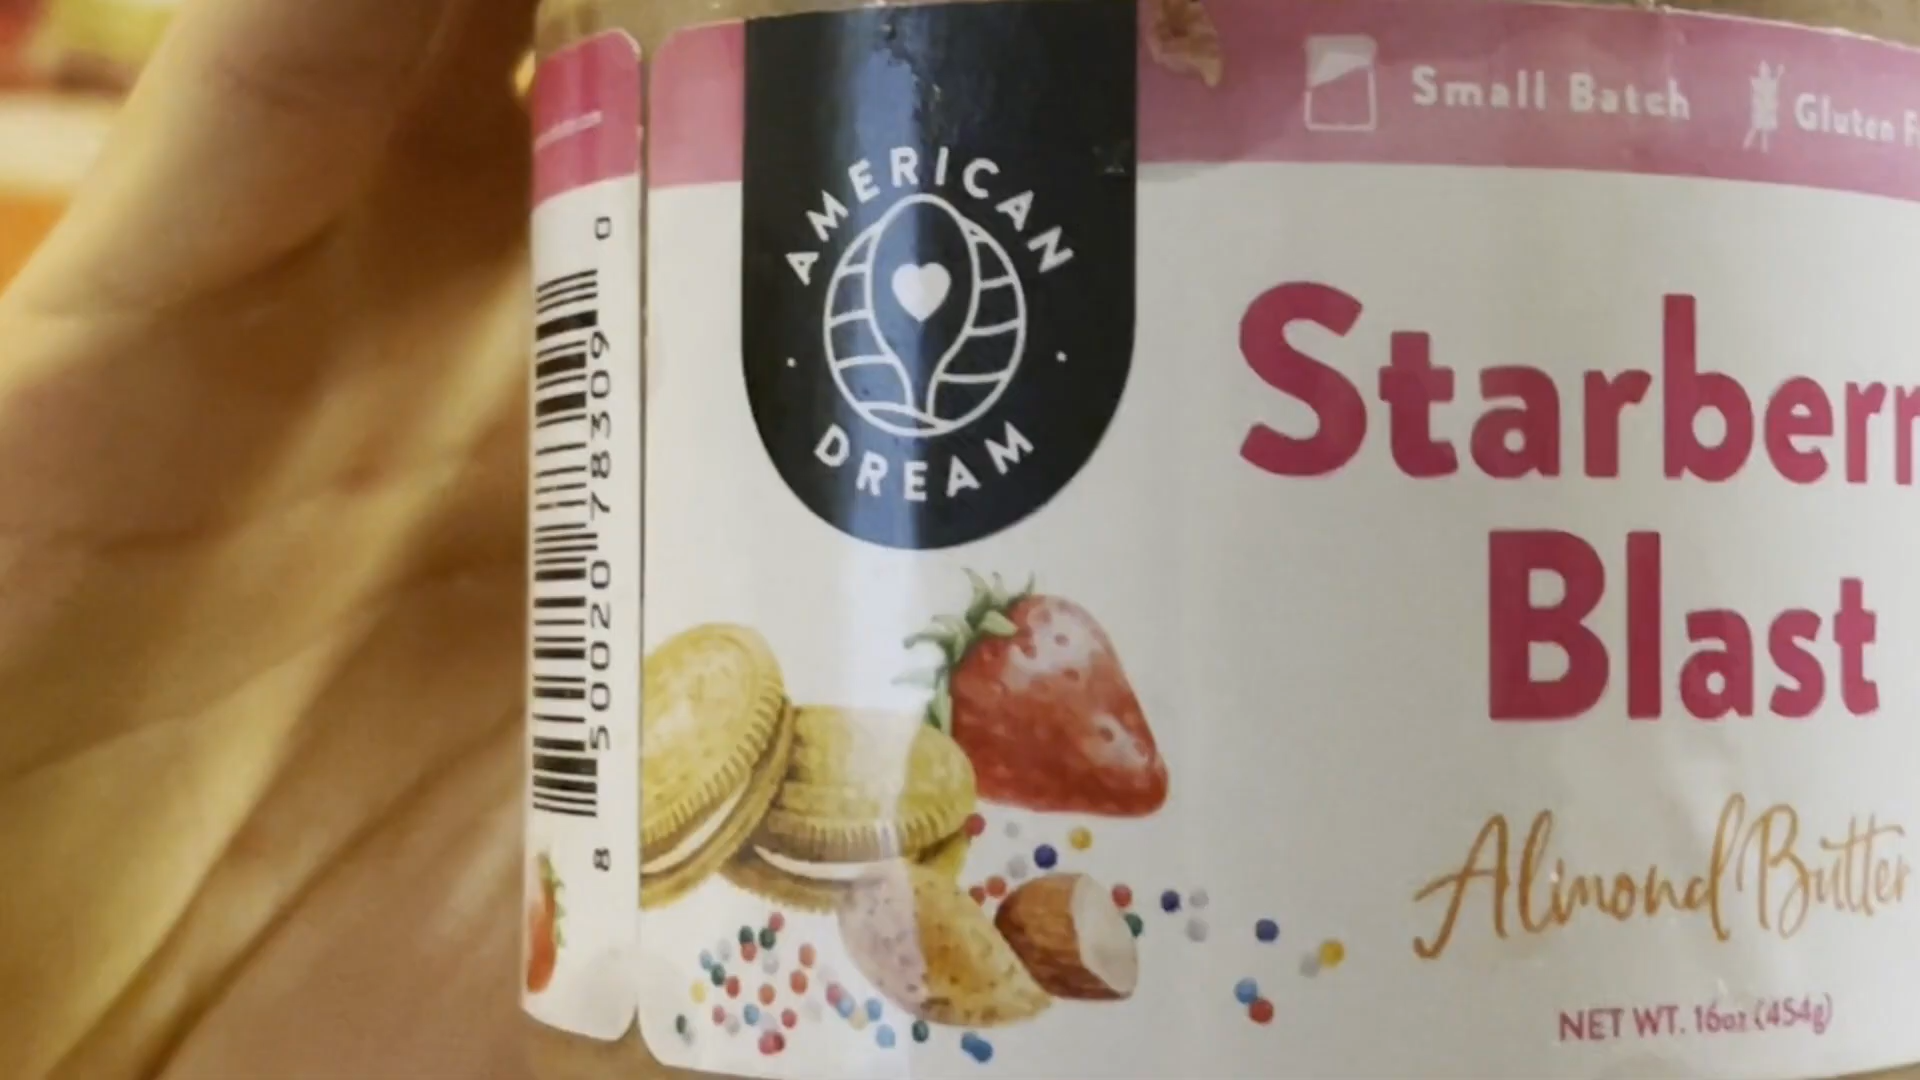 Small Batch
Gluten F
AMERICAN
DREAM
Starberr
Blast
Almond Butter
NET WT. 16oz (454g)
8 50020 78309 0